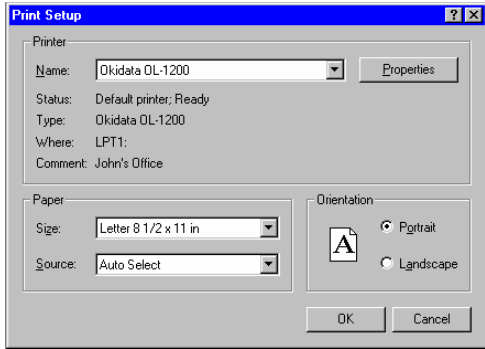 Print Setup
Printer
Name: Okidata OL-1200 Properties
Status: Default printer; Ready
Type: Okidata OL-1200
Where: LPT1:
Comment: John's Office
Paper
Size: Letter 8 1/2 x 11 in
Source: Auto Select
Orientation
A
Portrait
Landscape
OK Cancel